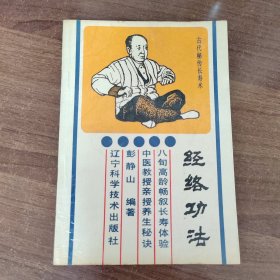 古代秘传长寿术
经络功法
八旬高龄畅叙长寿体验
中医教授亲授养生秘诀
彭静山 编著
辽宁科学技术出版社